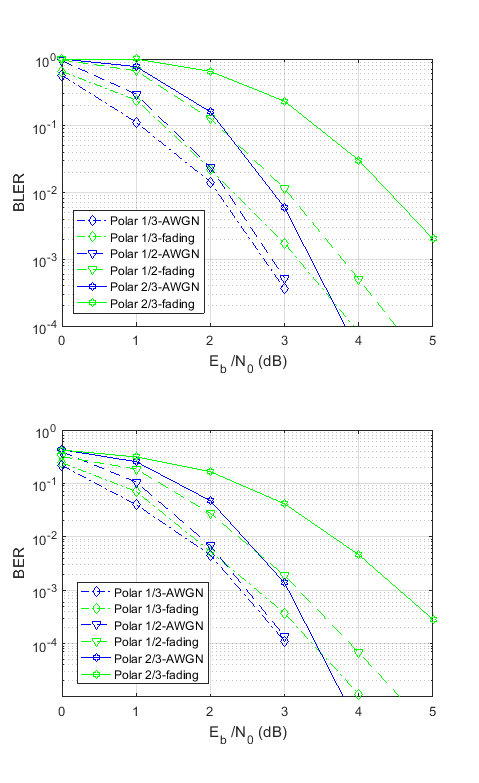 10^0
10^-1
10^-2
10^-3
10^-4
BLER
Polar 1/3-AWGN
Polar 1/3-fading
Polar 1/2-AWGN
Polar 1/2-fading
Polar 2/3-AWGN
Polar 2/3-fading
0 1 2 3 4 5
E_b /N_0 (dB)
10^0
10^-1
10^-2
10^-3
10^-4
BER
Polar 1/3-AWGN
Polar 1/3-fading
Polar 1/2-AWGN
Polar 1/2-fading
Polar 2/3-AWGN
Polar 2/3-fading
0 1 2 3 4 5
E_b /N_0 (dB)